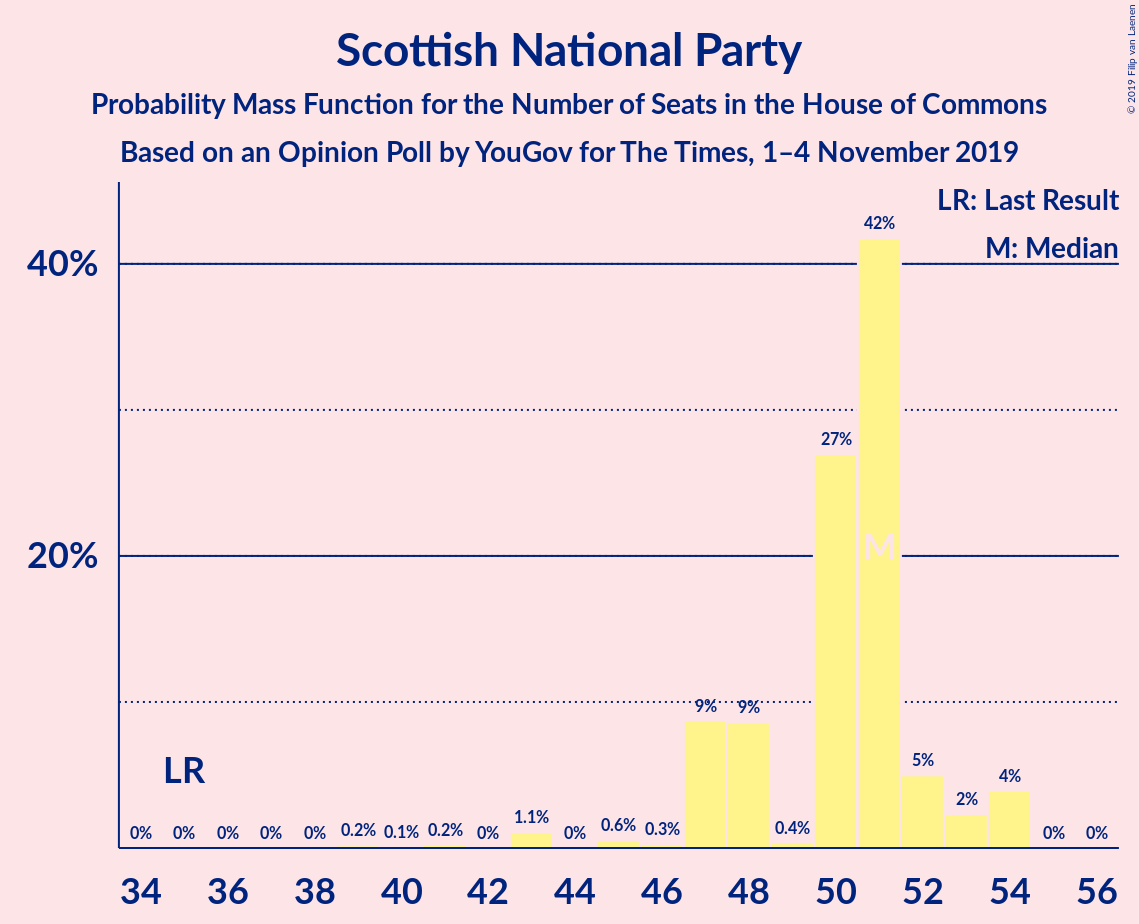 Scottish National Party
Probability Mass Function for the Number of Seats in the House of Commons
Based on an Opinion Poll by YouGov for The Times, 1–4 November 2019
© 2019 Filip van Laenen
LR: Last Result
M: Median
40%
20%
LR
M
0% 0% 0% 0% 0% 0.2% 0.1% 0.2% 0% 1.1% 0% 0.6% 0.3% 9% 9% 0.4% 27% 42% 5% 2% 4% 0% 0%
34 36 38 40 42 44 46 48 50 52 54 56